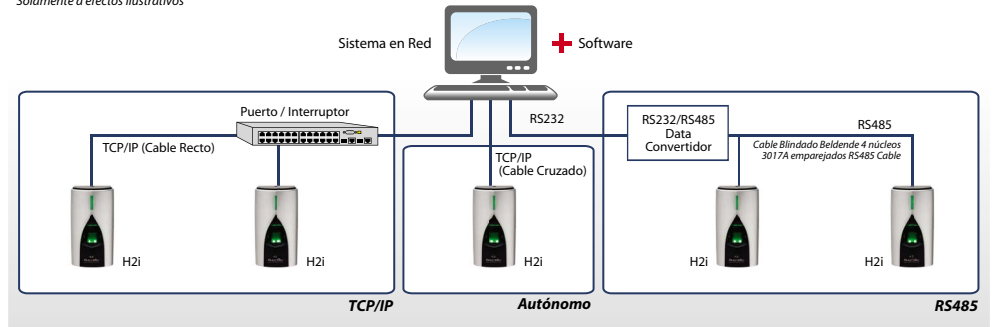 Solamente a efectos ilustrativos
Sistema en Red
Software
Puerto / Interruptor
TCP/IP (Cable Recto)
RS232
TCP/IP
(Cable Cruzado)
RS232/RS485
Data
Convertidor
RS485
Cable Blindado Beldende 4 núcleos
3017A emparejados RS485 Cable
H2i
H2i
H2i
H2i
H2i
TCP/IP
Autónomo
RS485